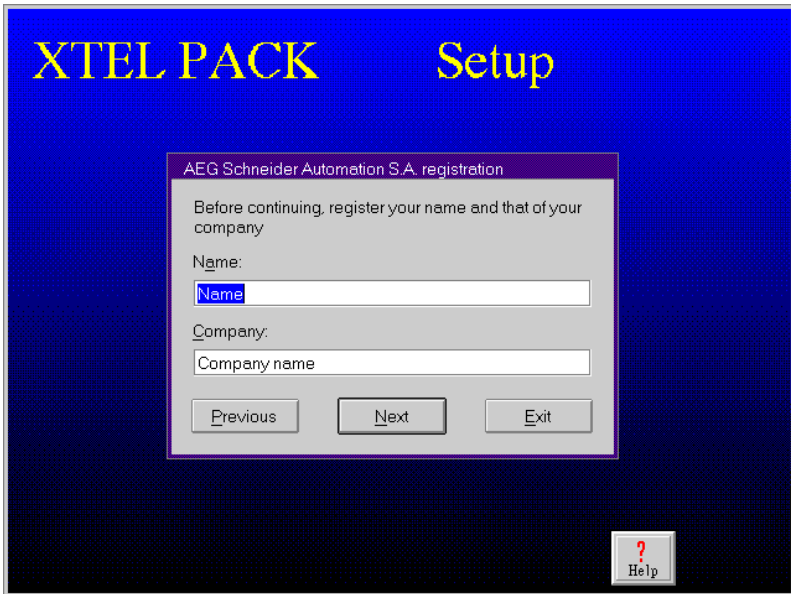 XTEL PACK Setup
AEG Schneider Automation S.A. registration
Before continuing, register your name and that of your
company
Name:
Name
Company:
Company name
Previous Next Exit
?
Help